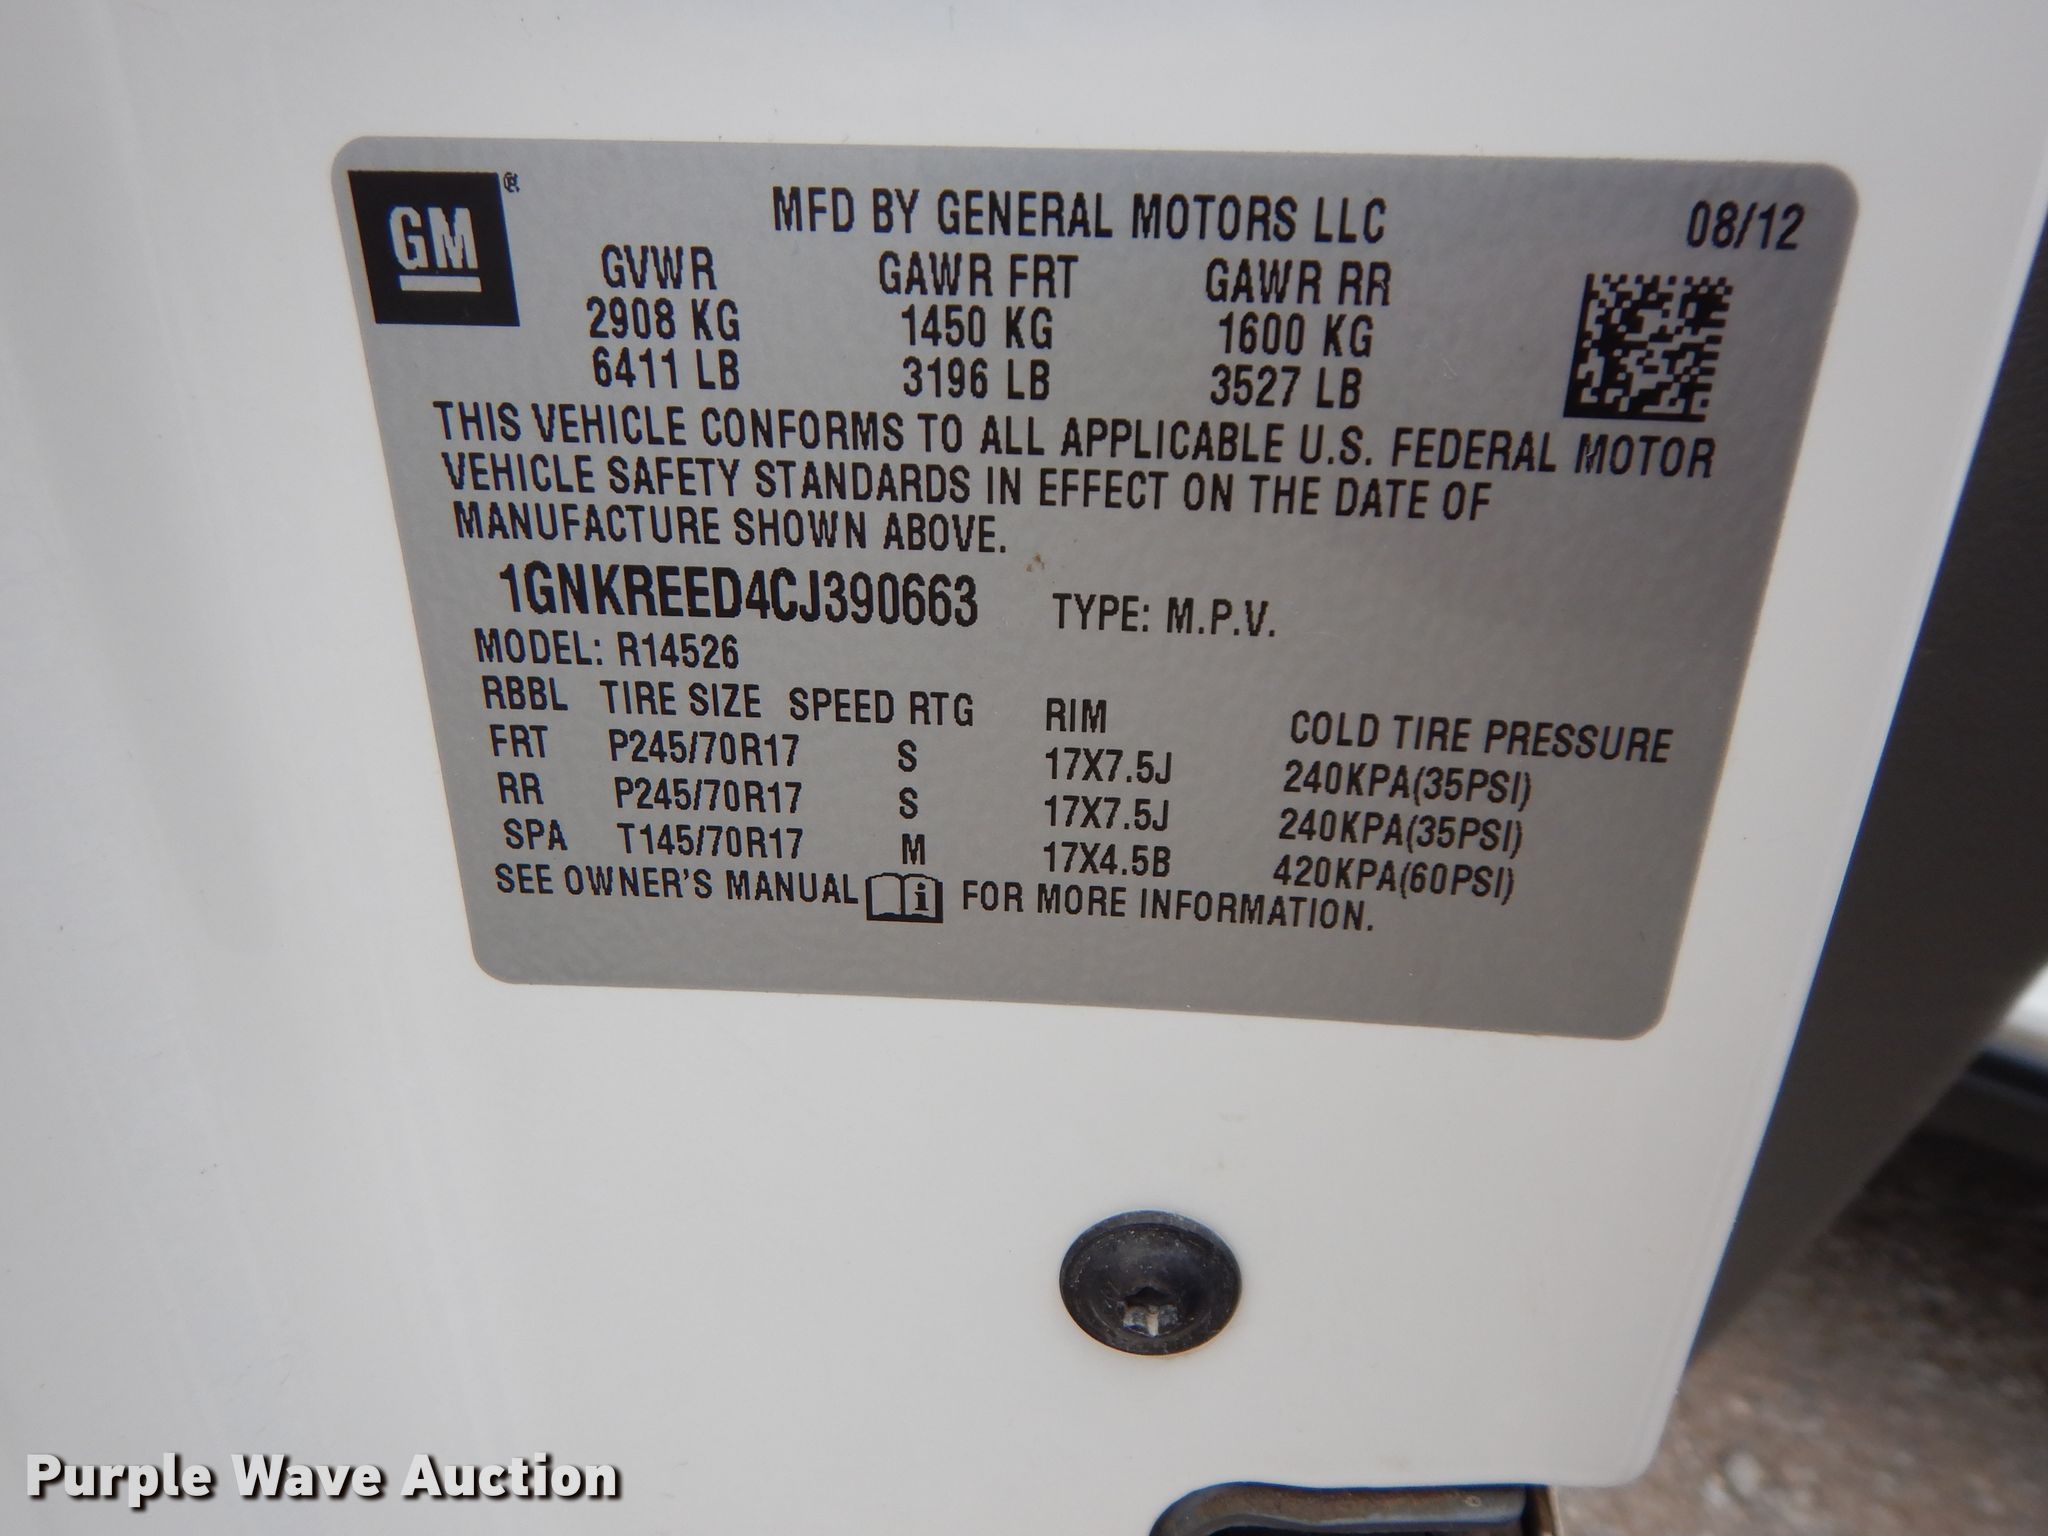 GM ®
MFD BY GENERAL MOTORS LLC 08/12
GVWR GAWR FRT GAWR RR
2908 KG 1450 KG 1600 KG
6411 LB 3196 LB 3527 LB
THIS VEHICLE CONFORMS TO ALL APPLICABLE U.S. FEDERAL MOTOR
VEHICLE SAFETY STANDARDS IN EFFECT ON THE DATE OF
MANUFACTURE SHOWN ABOVE.
1GNKREED4CJ390663 TYPE: M.P.V.
MODEL: R14526
RBBL TIRE SIZE SPEED RTG RIM COLD TIRE PRESSURE
FRT P245/70R17 S 17X7.5J 240KPA(35PSI)
RR P245/70R17 S 17X7.5J 240KPA(35PSI)
SPA T145/70R17 M 17X4.5B 420KPA(60PSI)
SEE OWNER'S MANUAL i FOR MORE INFORMATION.
Purple Wave Auction